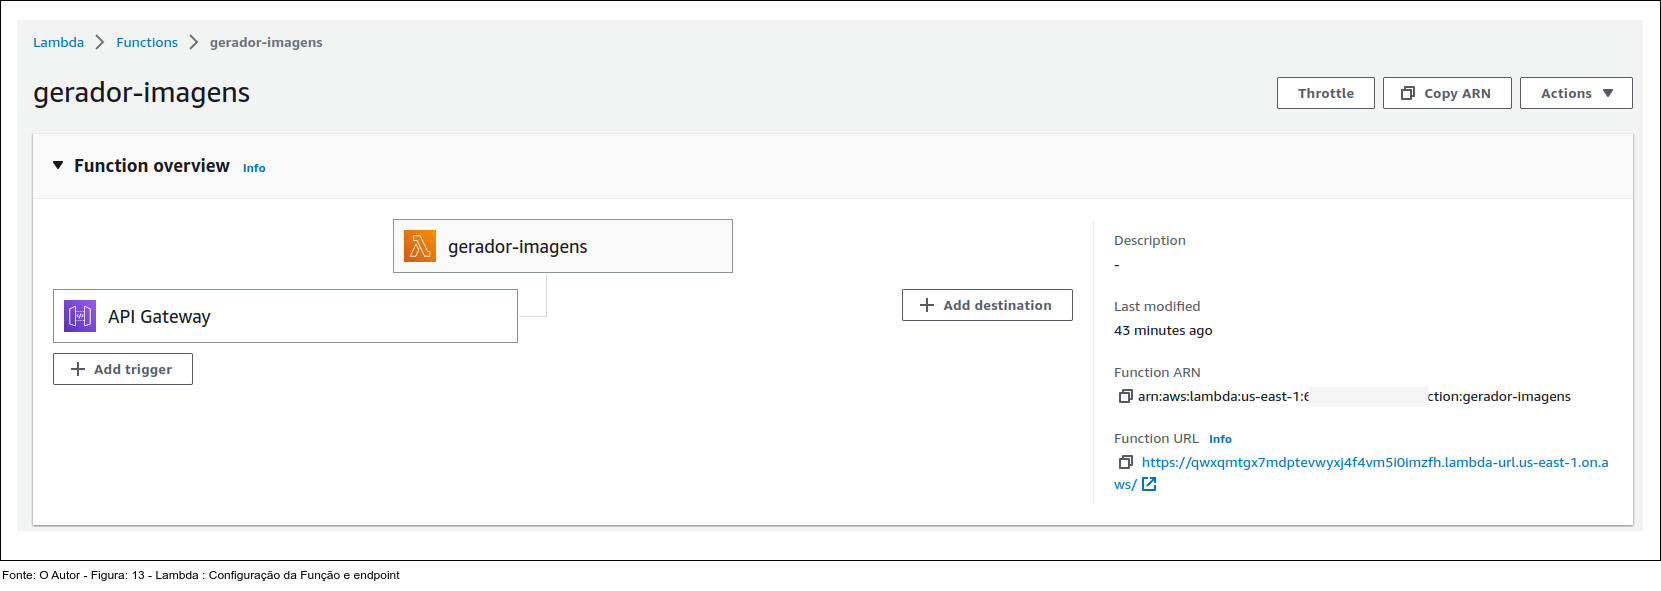 Lambda > Functions > gerador-imagens
gerador-imagens
Throttle
Copy ARN
Actions
Function overview Info
gerador-imagens
API Gateway
Add trigger
Add destination
Description
-
Last modified
43 minutes ago
Function ARN
arn:aws:lambda:us-east-1:6 ction:gerador-imagens
Function URL Info
https://qwxqmtgx7mdptevwyxj4f4vm5i0imzfh.lambda-url.us-east-1.on.a
ws/
Fonte: O Autor - Figura: 13 - Lambda : Configuração da Função e endpoint